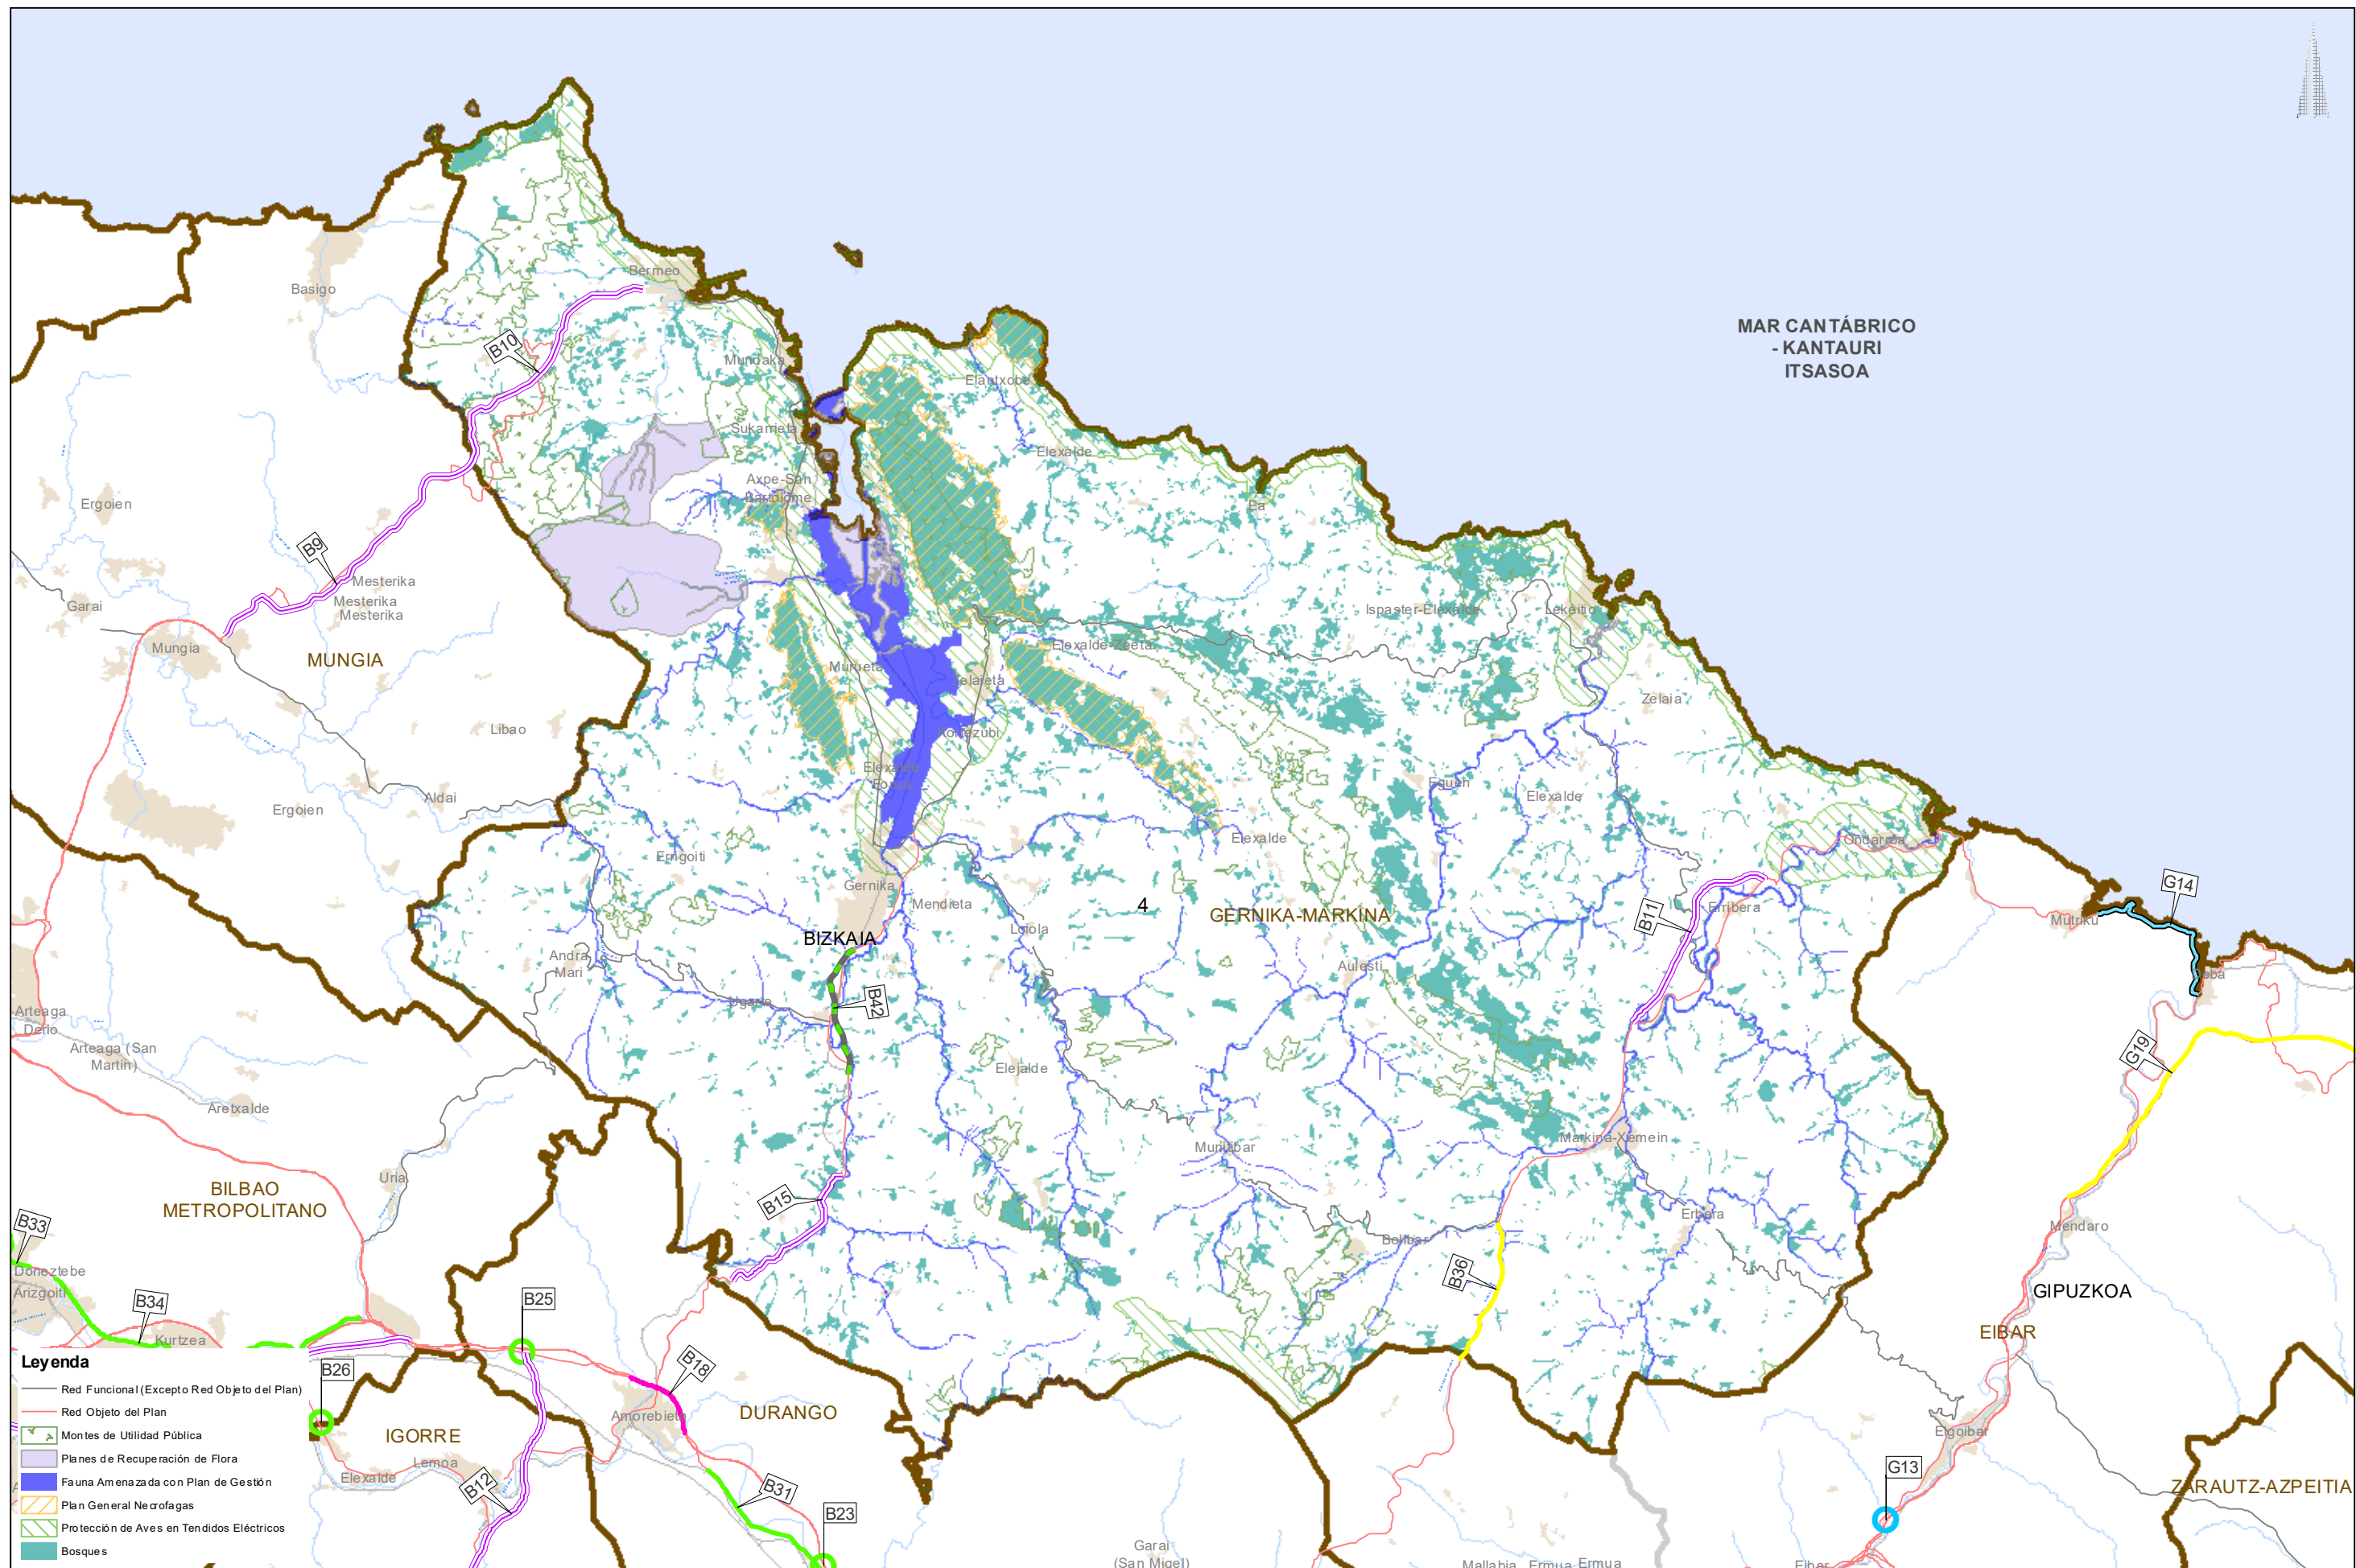 MAR CANTÁBRICO
- KANTAURI
ITSASOA
Bermeo
Basigo
B10
Mundaka
Elantxobe
Sukarrieta
Elexalde
Axpe-San
Bartolome
Ergoien
Ea
B9
Mesterika
Mesterika
Mesterika
Garai
Ispaster-Elexalde
Lekeitio
Mungia
MUNGIA
Elexalde-Zeeta
Murueta
Zelaieta
Zelaia
Libao
Kortezubi
Elexalde
Forua
Eguen
Elexalde
Aldai
Ergoien
Elexalde
Ondarroa
Errigoiti
Gernika
Mendieta
4
GERNIKA-MARKINA
B11
Erribera
G14
Mutriku
Loiola
BIZKAIA
Andra
Mari
Aulesti
Ugarte
B42
Arteaga
Derio
Arteaga (San
Martin)
G19
Elejalde
Aretxalde
Markina-Xemein
Munitibar
Uria
BILBAO
METROPOLITANO
B15
Erbera
Mendaro
B33
Bolibar
Doneztebe
Arizgoiti
B36
B34
B25
GIPUZKOA
Kurtzea
EIBAR
Leyenda
Red Funcional (Excepto Red Objeto del Plan)
Red Objeto del Plan
Montes de Utilidad Pública
Planes de Recuperación de Flora
Fauna Amenazada con Plan de Gestión
Plan General Necrofagas
Protección de Aves en Tendidos Eléctricos
Bosques
B26
B18
Amorebieta
DURANGO
IGORRE
Elgoibar
Elexalde
Lemoa
B12
B31
B23
G13
ZARAUTZ-AZPEITIA
Garai
(San Migel)
Mallabia
Ermua
Ermua
Eibar